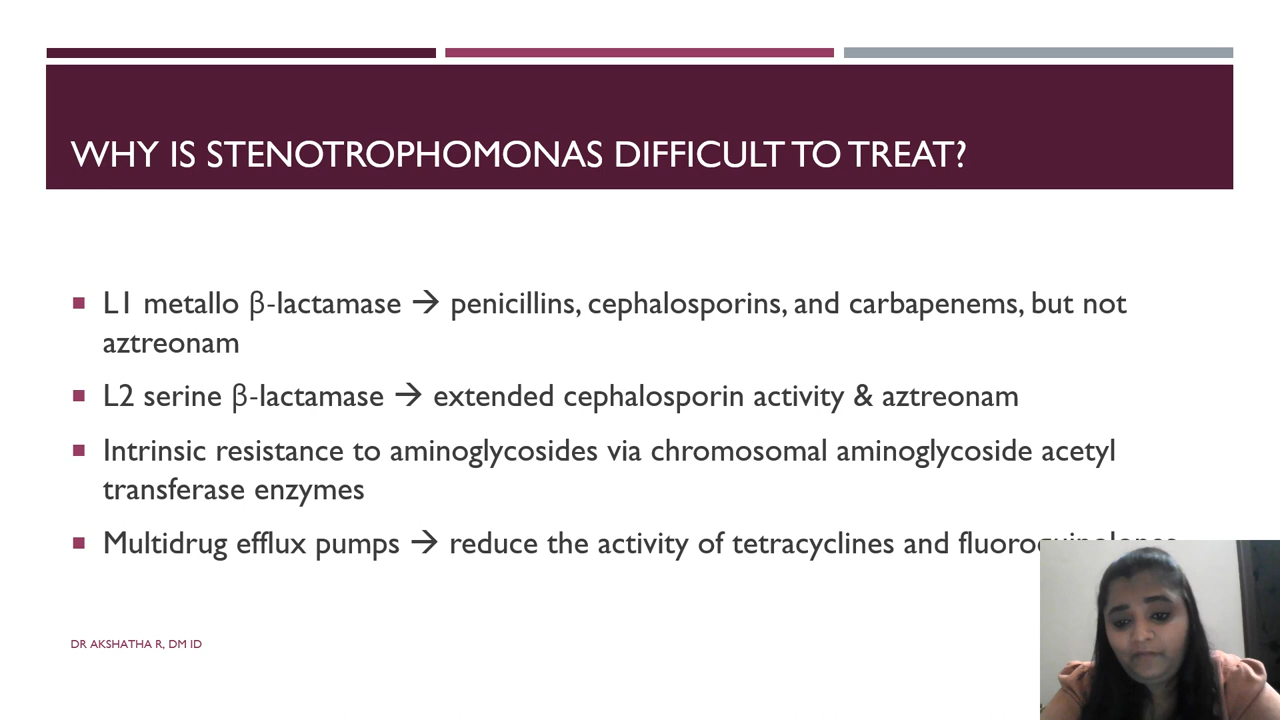 WHY IS STENOTROPHOMONAS DIFFICULT TO TREAT?
L1 metallo β-lactamase → penicillins, cephalosporins, and carbapenems, but not
aztreonam
L2 serine β-lactamase → extended cephalosporin activity & aztreonam
Intrinsic resistance to aminoglycosides via chromosomal aminoglycoside acetyl
transferase enzymes
Multidrug efflux pumps → reduce the activity of tetracyclines and
DR AKSHATHA R, DM ID